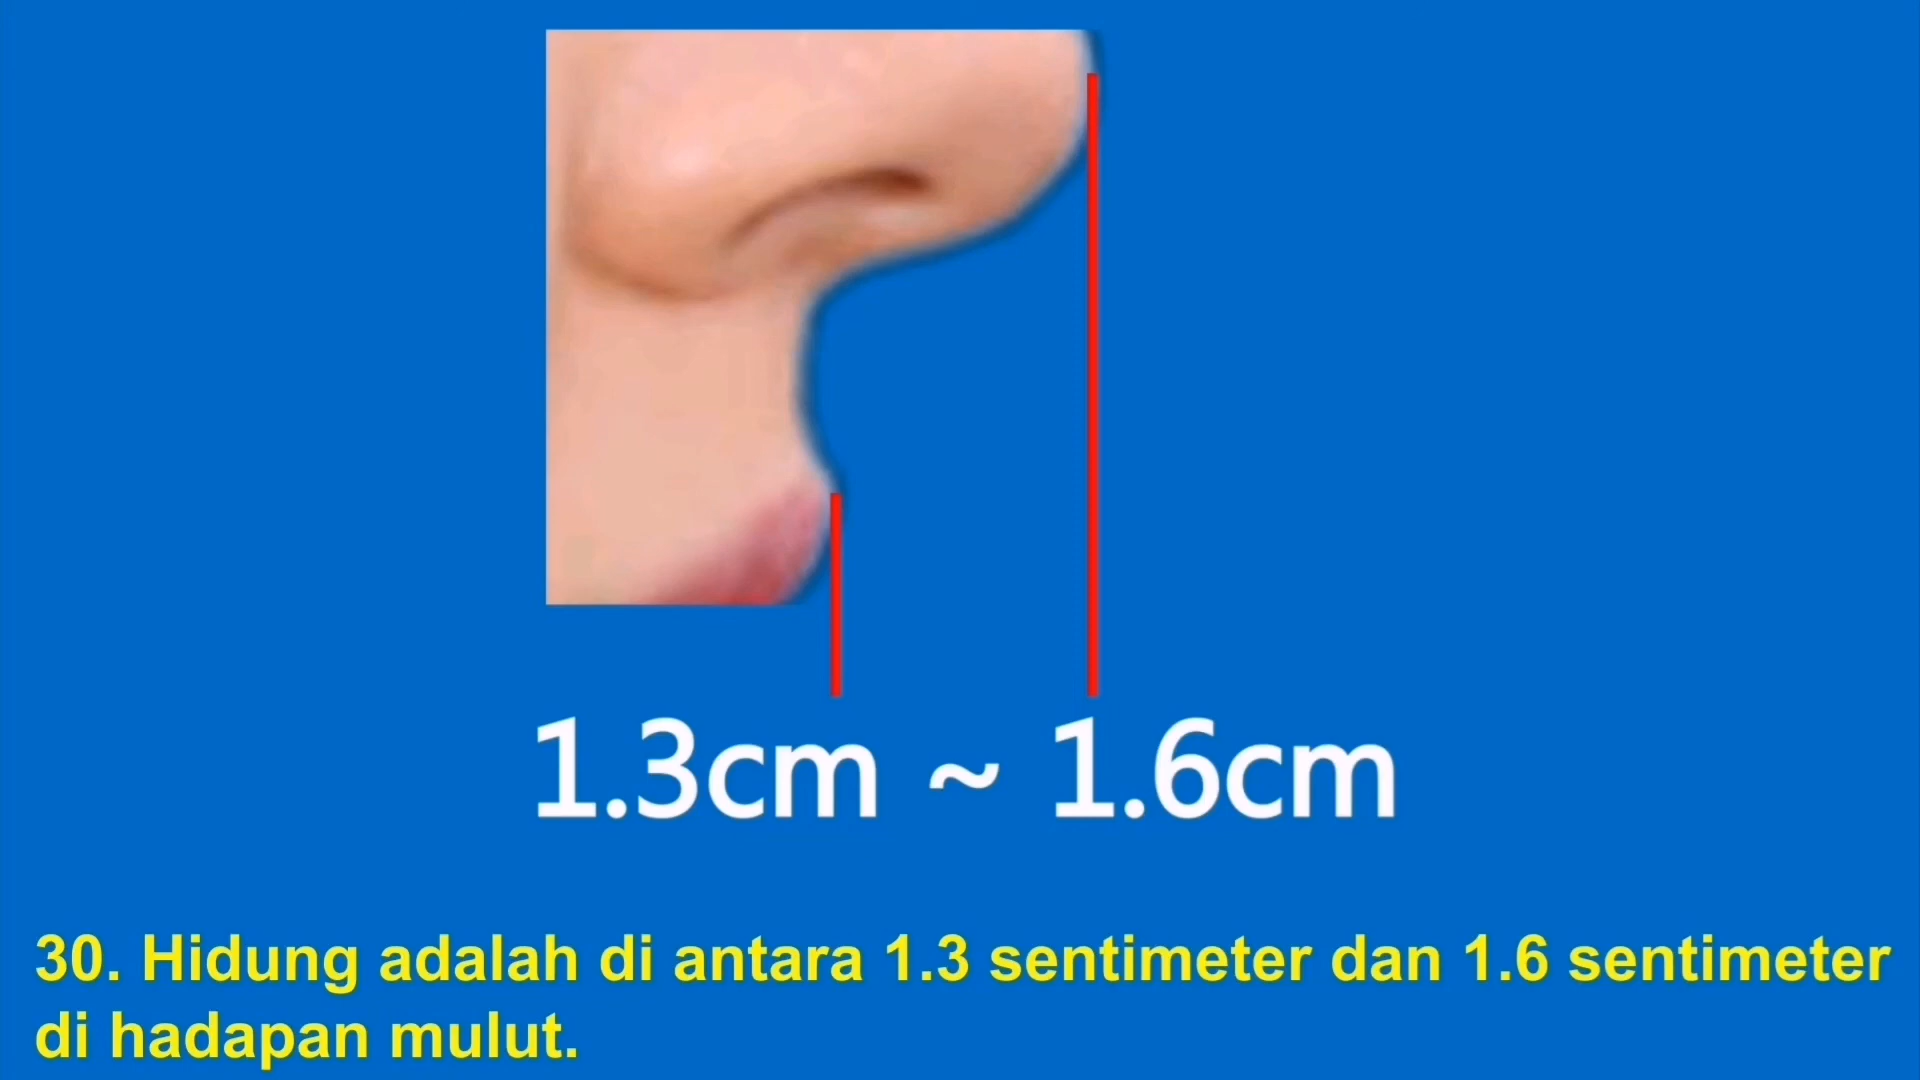 1.3cm ~ 1.6cm
30. Hidung adalah di antara 1.3 sentimeter dan 1.6 sentimeter
di hadapan mulut.